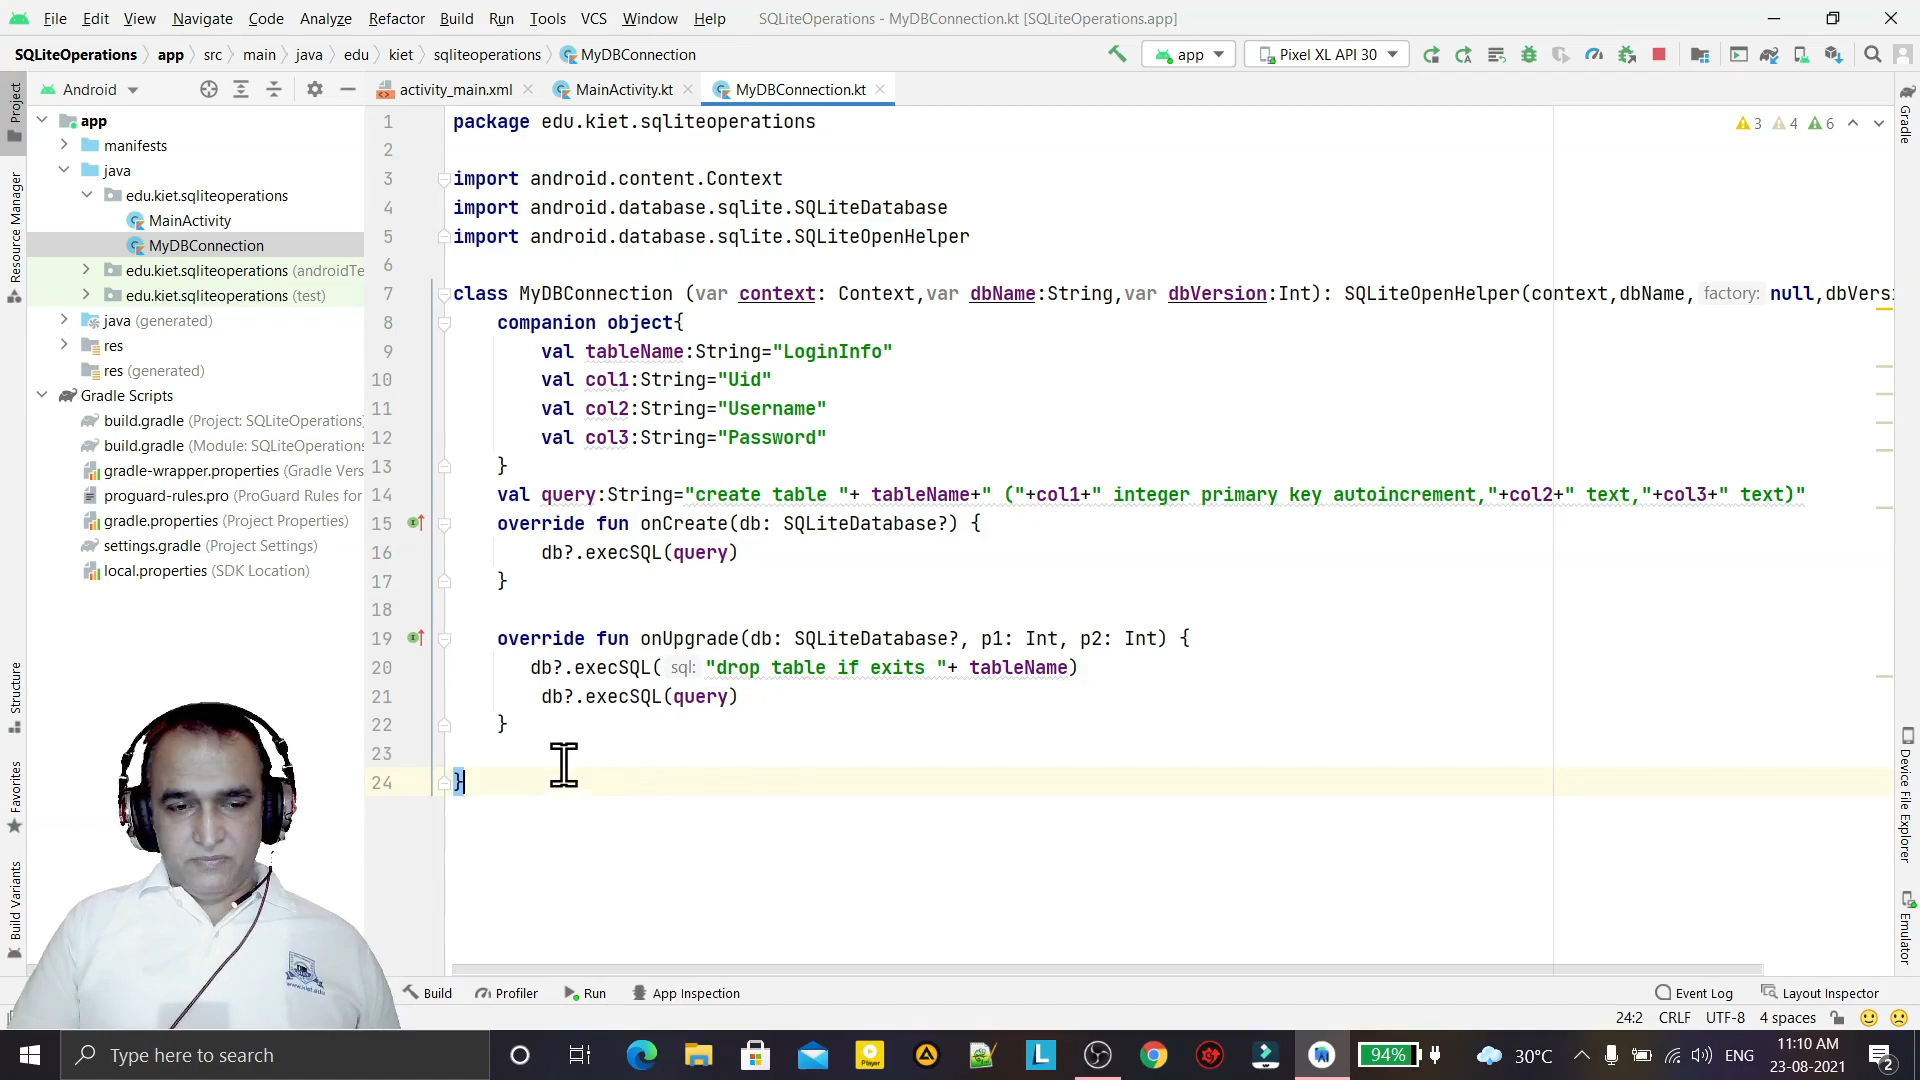 File Edit View Navigate Code Analyze Refactor Build Run Tools VCS Window Help SQLiteOperations - MyDBConnection.kt [SQLiteOperations.app]
SQLiteOperations app src main java edu kiet sqliteoperations MyDBConnection app Pixel XL API 30
Android activity_main.xml MainActivity.kt MyDBConnection.kt
Project
Resource Manager
Structure
Favorites
Build Variants
app
manifests
java
edu.kiet.sqliteoperations
MainActivity
MyDBConnection
edu.kiet.sqliteoperations (androidTe
edu.kiet.sqliteoperations (test)
java (generated)
res
res (generated)
Gradle Scripts
build.gradle (Project: SQLiteOperations)
build.gradle (Module: SQLiteOperations
gradle-wrapper.properties (Gradle Vers
proguard-rules.pro (ProGuard Rules for
gradle.properties (Project Properties)
settings.gradle (Project Settings)
local.properties (SDK Location)
3 4 6
1 package edu.kiet.sqliteoperations
2
3 import android.content.Context
4 import android.database.sqlite.SQLiteDatabase
5 import android.database.sqlite.SQLiteOpenHelper
6
7 class MyDBConnection (var context: Context,var dbName:String,var dbVersion:Int): SQLiteOpenHelper(context,dbName, factory: null,dbVersi
8 companion object{
9 val tableName:String="LoginInfo"
10 val col1:String="Uid"
11 val col2:String="Username"
12 val col3:String="Password"
13 }
14 val query:String="create table "+ tableName+" ("+col1+" integer primary key autoincrement,"+col2+" text,"+col3+" text)"
15 override fun onCreate(db: SQLiteDatabase?) {
16 db?.execSQL(query)
17 }
18
19 override fun onUpgrade(db: SQLiteDatabase?, p1: Int, p2: Int) {
20 db?.execSQL( sql: "drop table if exits "+ tableName)
21 db?.execSQL(query)
22 }
23
24 }
Gradle
Device File Explorer
Emulator
Build Profiler Run App Inspection Event Log Layout Inspector
24:2 CRLF UTF-8 4 spaces
Type here to search
Player
L
94% 30°C ENG 11:10 AM
23-08-2021
2